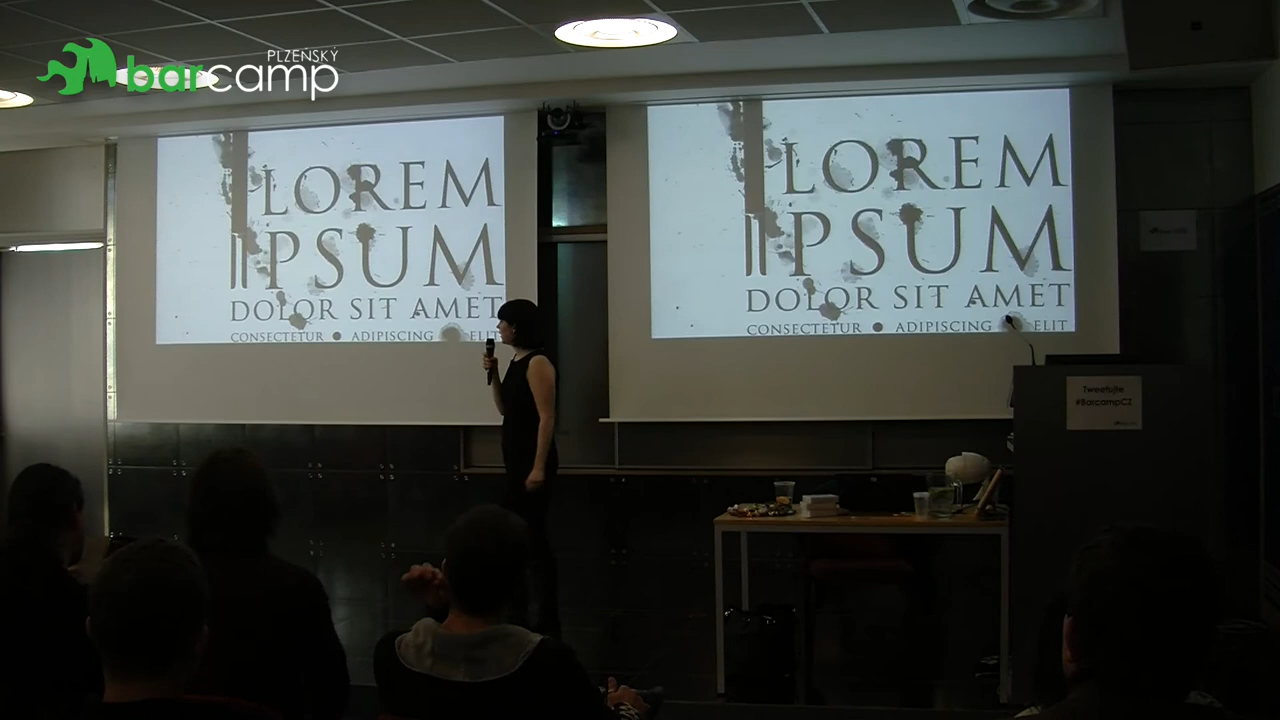 PLZEŇSKÝ
barcamp
LOREM
IPSUM
DOLOR SIT AMET
CONSECTETUR ● ADIPISCING ELIT
LOREM
IPSUM
DOLOR SIT AMET
CONSECTETUR ● ADIPISCING ● ELIT
Tweetujte
#BarcampCZ